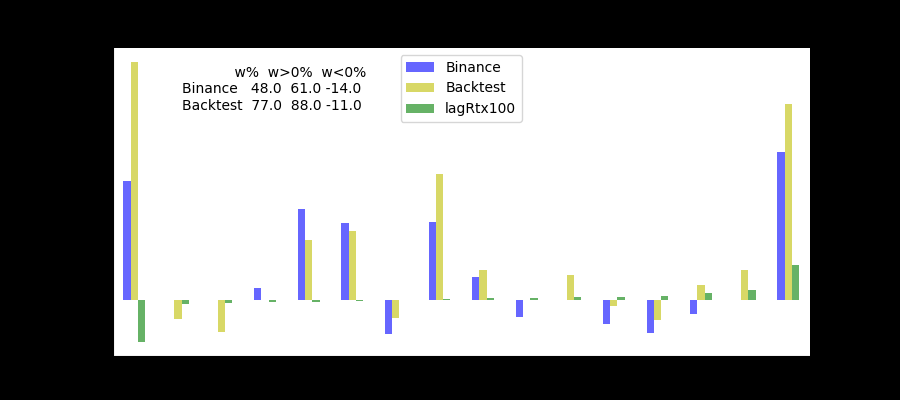 w%  w>0%  w<0%
Binance   48.0  61.0 -14.0
Backtest  77.0  88.0 -11.0
Binance
Backtest
lagRtx100